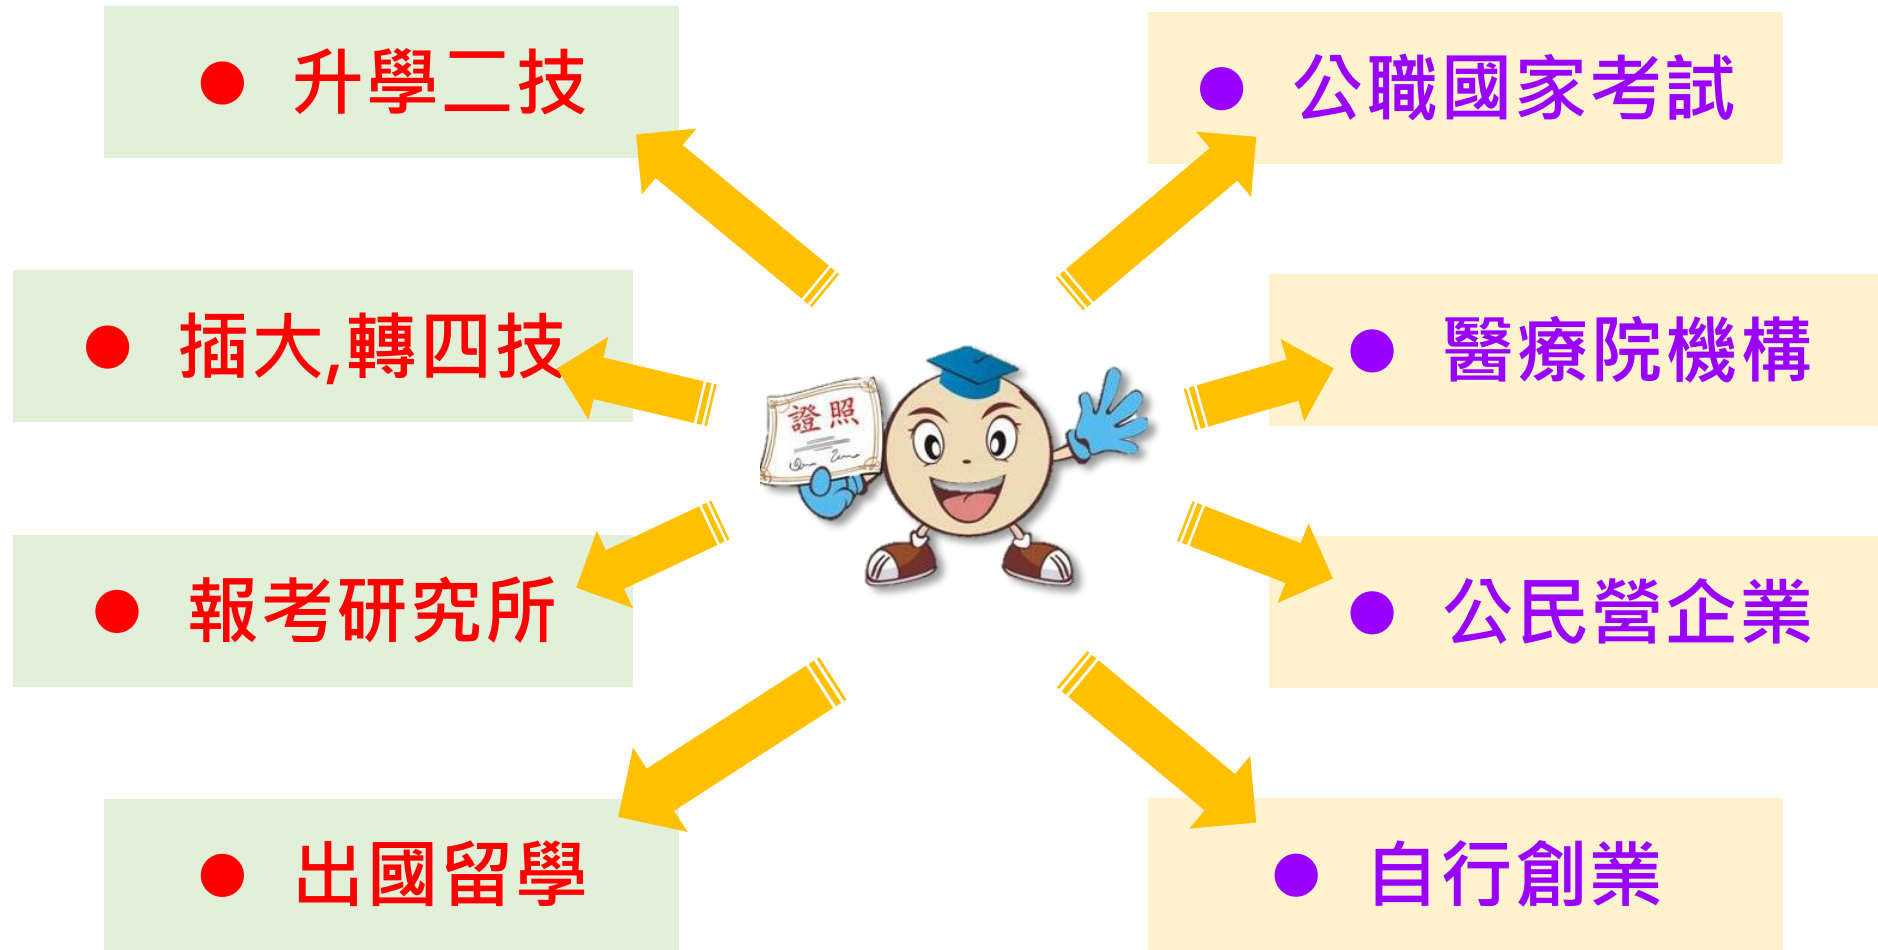 ● 升學二技
● 插大,轉四技
● 報考研究所
● 出國留學
證照
● 公職國家考試
● 醫療院機構
● 公民營企業
● 自行創業